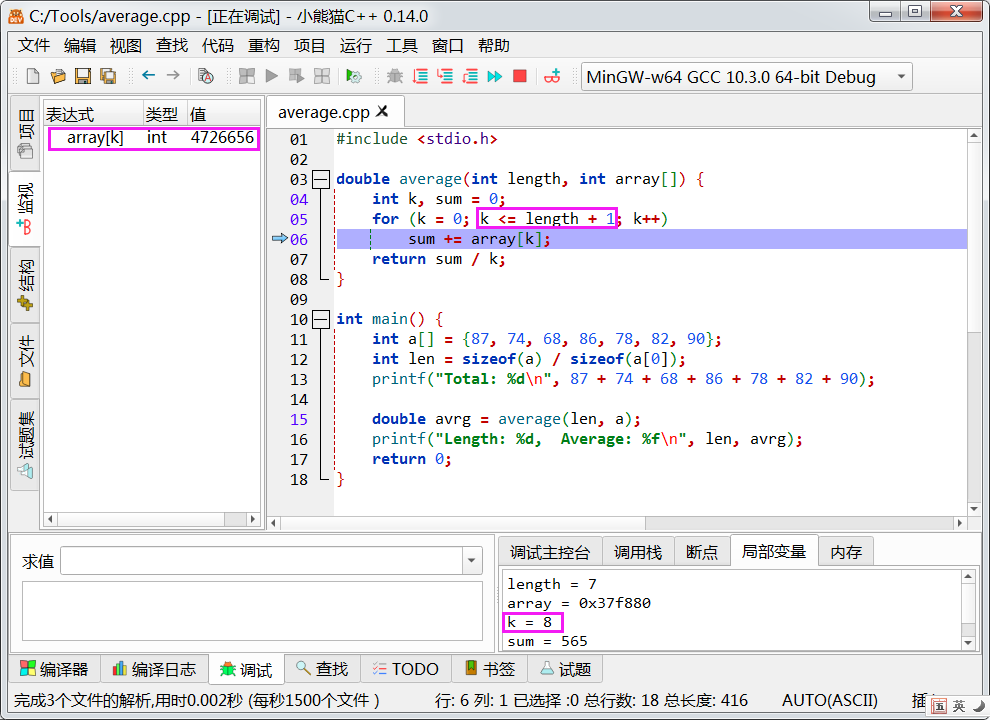 C:/Tools/average.cpp - [正在调试] - 小熊猫C++ 0.14.0
文件 编辑 视图 查找 代码 重构 项目 运行 工具 窗口 帮助
MinGW-w64 GCC 10.3.0 64-bit Debug
项目
监视
结构
文件
试题集
表达式 类型 值
array[k] int 4726656
average.cpp
01 #include <stdio.h>
02
03 double average(int length, int array[]) {
04 int k, sum = 0;
05 for (k = 0; k <= length + 1; k++)
06 sum += array[k];
07 return sum / k;
08 }
09
10 int main() {
11 int a[] = {87, 74, 68, 86, 78, 82, 90};
12 int len = sizeof(a) / sizeof(a[0]);
13 printf("Total: %d\n", 87 + 74 + 68 + 86 + 78 + 82 + 90);
14
15 double avrg = average(len, a);
16 printf("Length: %d,  Average: %f\n", len, avrg);
17 return 0;
18 }
求值
调试主控台 调用栈 断点 局部变量 内存
length = 7
array = 0x37f880
k = 8
sum = 565
编译器 编译日志 调试 查找 TODO 书签 试题
完成3个文件的解析,用时0.002秒 (每秒1500个文件 ) 行: 6 列: 1 已选择 :0 总行数: 18 总长度: 416 AUTO(ASCII) 插
五 英